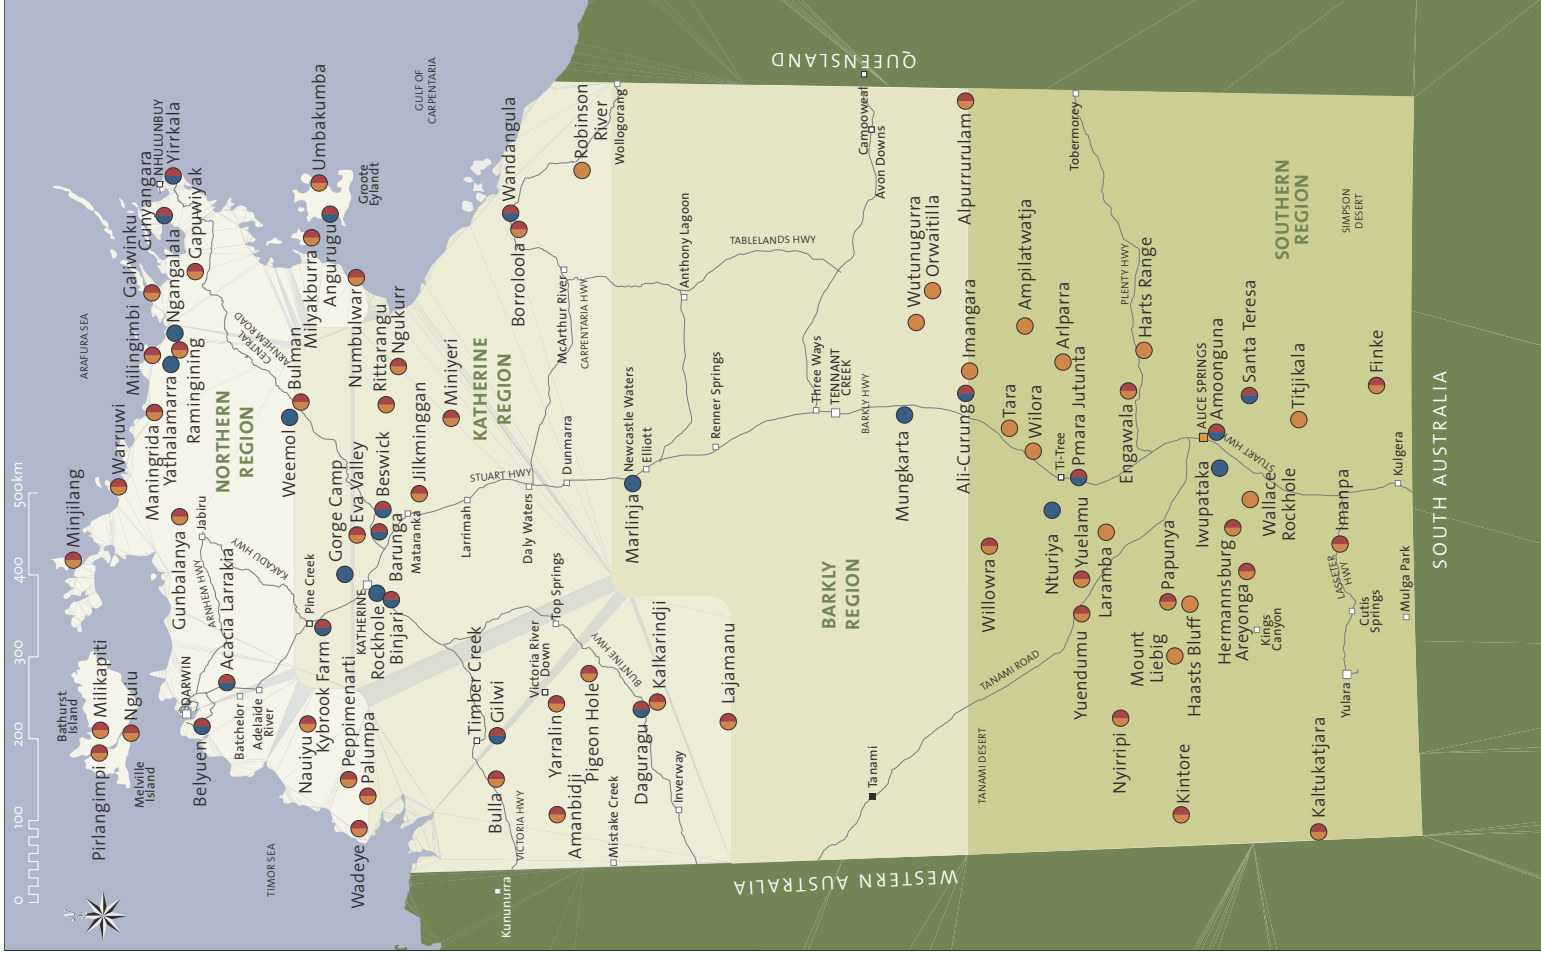 0
100
200
300
400
500km
N
TIMOR SEA
ARAFURA SEA
GULF OF
CARPENTARIA
Bathurst
Island
Melville
Island
Pirlangimpi
Milikapiti
Nguiu
Minjilang
Warruwi
Maningrida
Milingimbi
Galiwinku
Gunyangara
NHULUNBUY
Yirrkala
Gapuwiyak
Ngangalala
Yathalamarra
Ramingining
Umbakumba
Groote
Eylandt
Angurugu
Milyakburra
NORTHERN
REGION
Gunbalanya
Jabiru
ARNHEM HWY
KAKADU HWY
CENTRAL
ARNHEM ROAD
DARWIN
Belyuen
Acacia Larrakia
Batchelor
Adelaide
River
Pine Creek
Nauiyu
Kybrook Farm
Peppimenarti
Palumpa
Wadeye
Weemol
Bulman
Numbulwar
Rittarangu
Ngukurr
Miniyeri
Jilkminggan
Gorge Camp
Eva Valley
Beswick
Barunga
Mataranka
KATHERINE
Rockhole
Binjari
KATHERINE
REGION
Wandangula
Borroloola
Robinson
River
Wollogorang
McArthur River
CARPENTARIA HWY
STUART HWY
Larrimah
Daly Waters
Dunmarra
Top Springs
Timber Creek
Gilwi
Bulla
VICTORIA HWY
Victoria River
Down
Yarralin
Amanbidji
Pigeon Hole
BUNTINE HWY
Mistake Creek
Daguragu
Kalkarindji
Inverway
Lajamanu
Kununurra
Marlinja
Newcastle Waters
Elliott
Renner Springs
Anthony Lagoon
TABLELANDS HWY
Three Ways
TENNANT
CREEK
BARKLY HWY
Camooweal
Avon Downs
QUEENSLAND
BARKLY
REGION
Mungkarta
Wutunugurra
Orwaitilla
Alpurrurulam
Ali-Curung
Imangara
Tanami
TANAMI ROAD
TANAMI DESERT
WESTERN AUSTRALIA
Willowra
Tara
Wilora
Ampilatwatja
Arlparra
Ti-Tree
Pmara Jutunta
Nturiya
Yuelamu
Laramba
Yuendumu
Nyirripi
Tobermorey
PLENTY HWY
Harts Range
Engawala
Mount
Liebig
Papunya
Haasts Bluff
Kintore
ALICE SPRINGS
Amoonguna
Santa Teresa
Iwupataka
Hermannsburg
Areyonga
Wallace
Rockhole
STUART HWY
Titjikala
Kings
Canyon
SOUTHERN
REGION
SIMPSON
DESERT
Finke
Imanpa
LASSETER
HWY
Cutis
Springs
Yulara
Kaltukatjara
Kulgera
Mulga Park
SOUTH AUSTRALIA